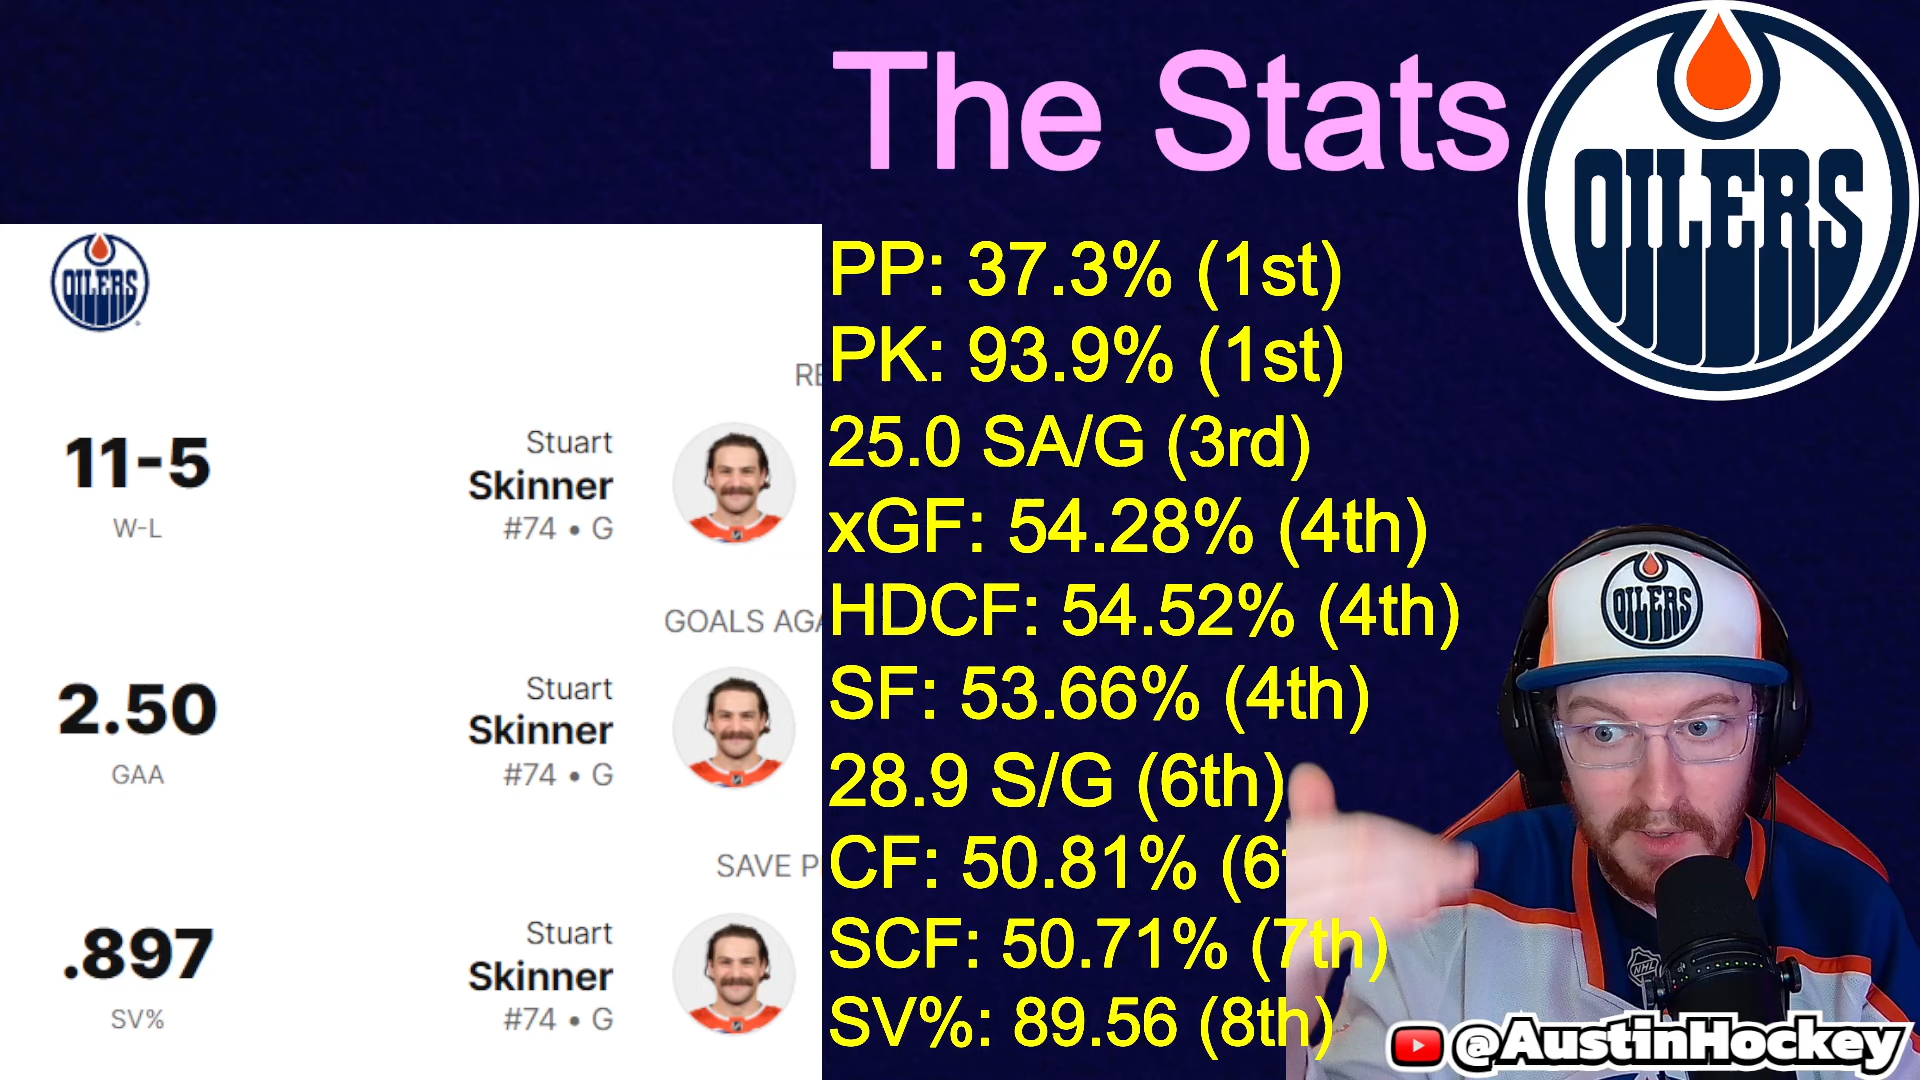 The Stats
OILERS
OILERS
11-5
W-L
Stuart
Skinner
#74 • G
2.50
GAA
Stuart
Skinner
#74 • G
GOALS
.897
SV%
Stuart
Skinner
#74 • G
SAVE
PP: 37.3% (1st)
PK: 93.9% (1st)
25.0 SA/G (3rd)
xGF: 54.28% (4th)
HDCF: 54.52% (4th)
SF: 53.66% (4th)
28.9 S/G (6th)
CF: 50.81%
SCF: 50.71% (7th)
SV%: 89.56 (8th)
OILERS
NHL
@AustinHockey